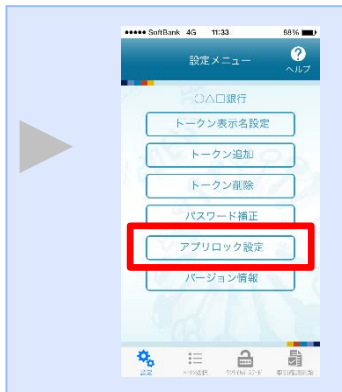 SoftBank 4G 11:33 88%
設定メニュー
?
ヘルプ
〇△□銀行
トークン表示名設定
トークン追加
トークン削除
パスワード補正
アプリロック設定
バージョン情報
設定